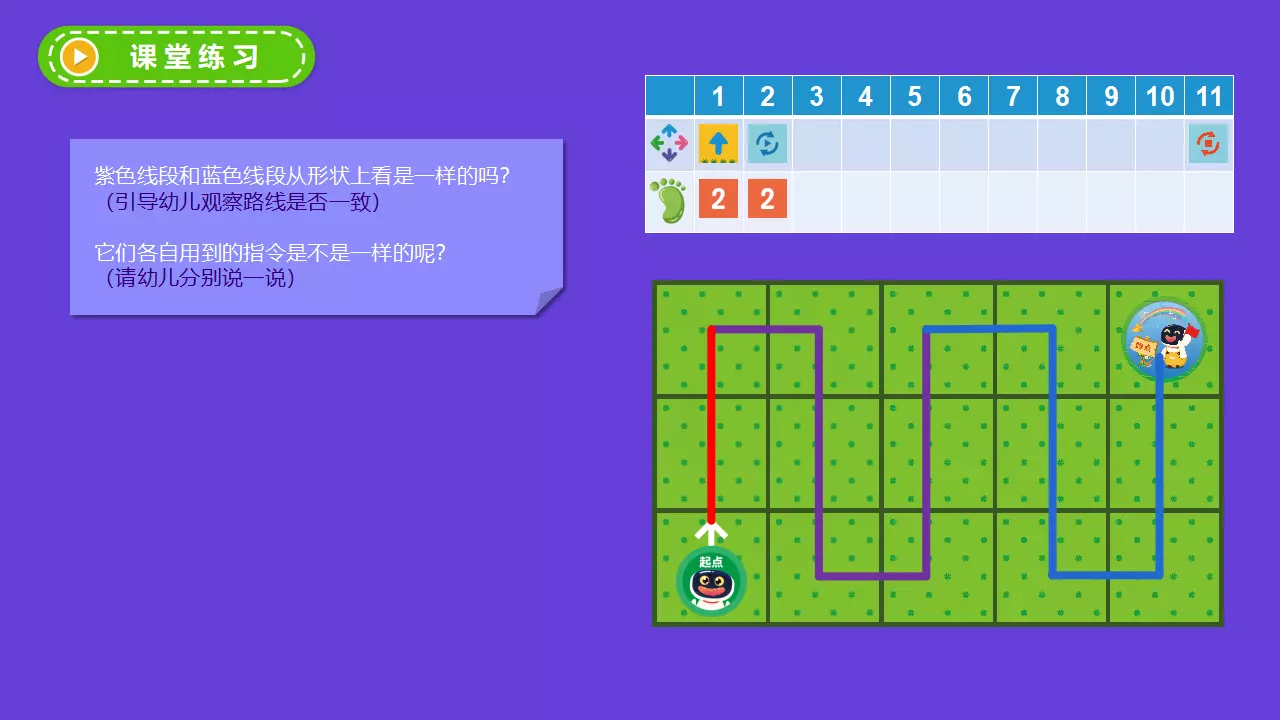 课堂练习
紫色线段和蓝色线段从形状上看是一样的吗?
（引导幼儿观察路线是否一致）
它们各自用到的指令是不是一样的呢?
（请幼儿分别说一说）
1 2 3 4 5 6 7 8 9 10 11
2 2
终点
起点